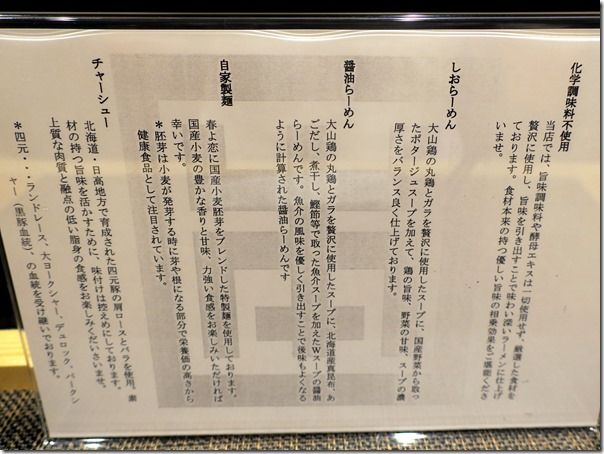 化学調味料不使用
当店では、旨味調味料や酵母エキスは一切使用せず、厳選した食材を
贅沢に使用し、旨味を引き出すことで味わい深いラーメンに仕上げ
ております。食材本来の持つ優しい旨味の相乗効果をご堪能くださ
いませ。
しおらーめん
大山鶏の丸鶏とガラを贅沢に使用したスープに、国産野菜から取っ
たポタージュスープを加えて、鶏の旨味、野菜の甘味、スープの濃
厚さをバランス良く仕上げております。
醤油らーめん
大山鶏の丸鶏とガラを贅沢に使用したスープに、北海道産真昆布、あ
ごだし、煮干し、鰹節等で取った魚介スープを加えたWスープの醤油
らーめんです。魚介の風味を優しく引き出すことで後味もよくなる
ように計算された醤油らーめんです
自家製麺
春よ恋に国産小麦胚芽をブレンドした特製麺を使用しております。
国産小麦の豊かな香りと甘味、力強い食感をお楽しみいただければ
幸いです。
*胚芽は小麦が発芽する時に芽や根になる部分で栄養価の高さから
健康食品として注目されています。
チャーシュー
北海道・日高地方で育成された四元豚の肩ロースとバラを使用、素
材の持つ旨味を活かすために、味付けは控えめにしております。
上質な肉質と融点の低い脂身の食感をお楽しみくださいませ。
*四元・・・ランドレース、大ヨークシャー、デュロック、バークシ
ャー(黒豚血統)、の血統を受け継いでおります。